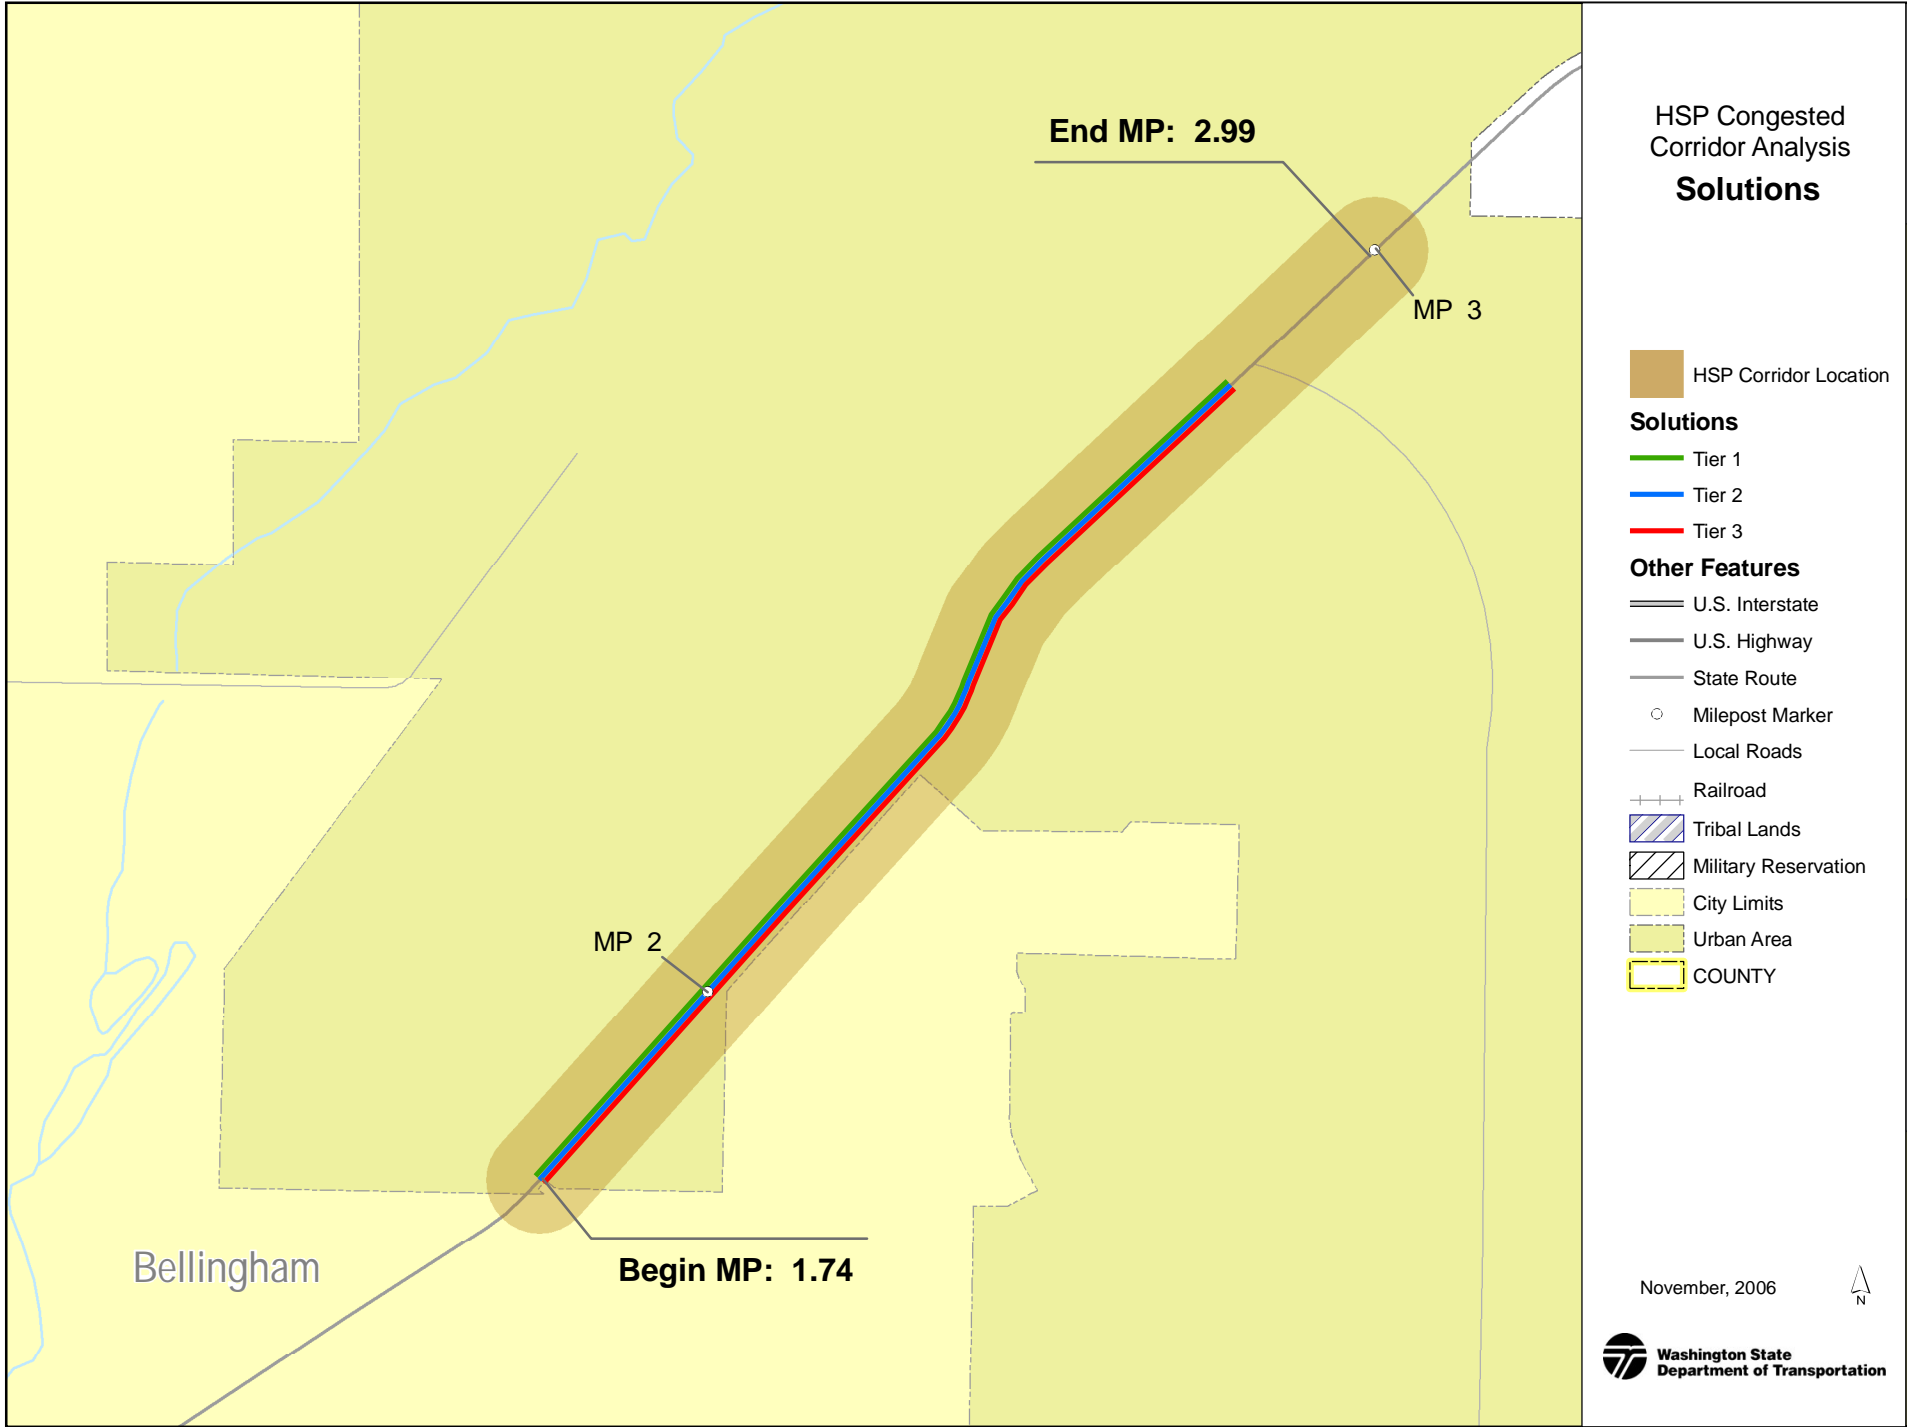 End MP: 2.99
MP 3
MP 2
Begin MP: 1.74
Bellingham
HSP Congested
Corridor Analysis
Solutions
HSP Corridor Location
Solutions
Tier 1
Tier 2
Tier 3
Other Features
U.S. Interstate
U.S. Highway
State Route
Milepost Marker
Local Roads
Railroad
Tribal Lands
Military Reservation
City Limits
Urban Area
COUNTY
November, 2006
N
Washington State
Department of Transportation